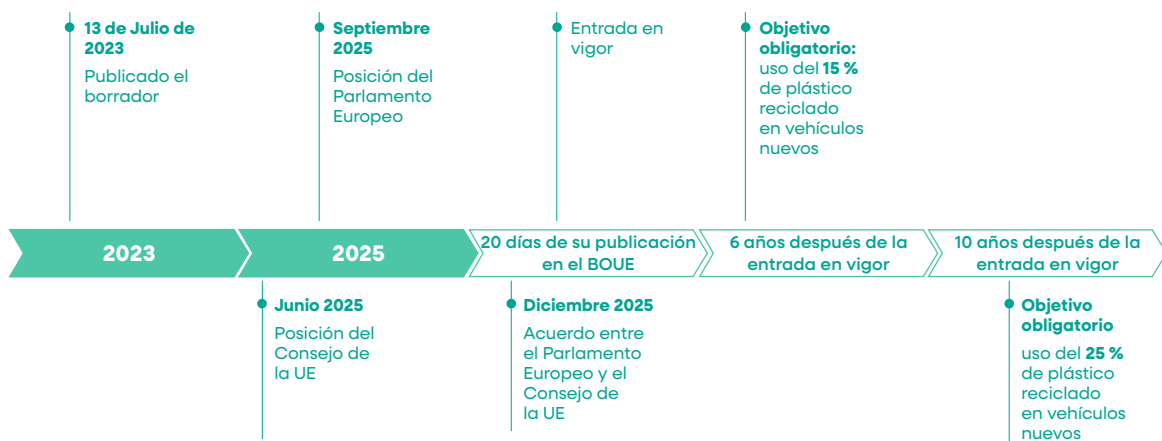 13 de Julio de
2023
Publicado el
borrador
Septiembre
2025
Posición del
Parlamento
Europeo
Entrada en
vigor
Objetivo
obligatorio:
uso del 15 %
de plástico
reciclado
en vehículos
nuevos
2023
2025
20 días de su publicación
en el BOUE
6 años después de la
entrada en vigor
10 años después de la
entrada en vigor
Junio 2025
Posición del
Consejo de
la UE
Diciembre 2025
Acuerdo entre
el Parlamento
Europeo y el
Consejo de
la UE
Objetivo
obligatorio
uso del 25 %
de plástico
reciclado
en vehículos
nuevos